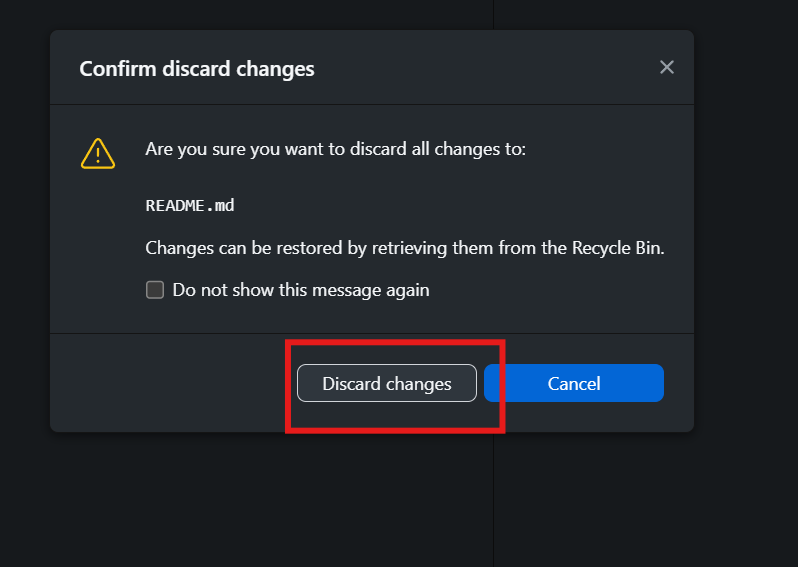 Confirm discard changes
Are you sure you want to discard all changes to:
README.md
Changes can be restored by retrieving them from the Recycle Bin.
Do not show this message again
Discard changes
Cancel